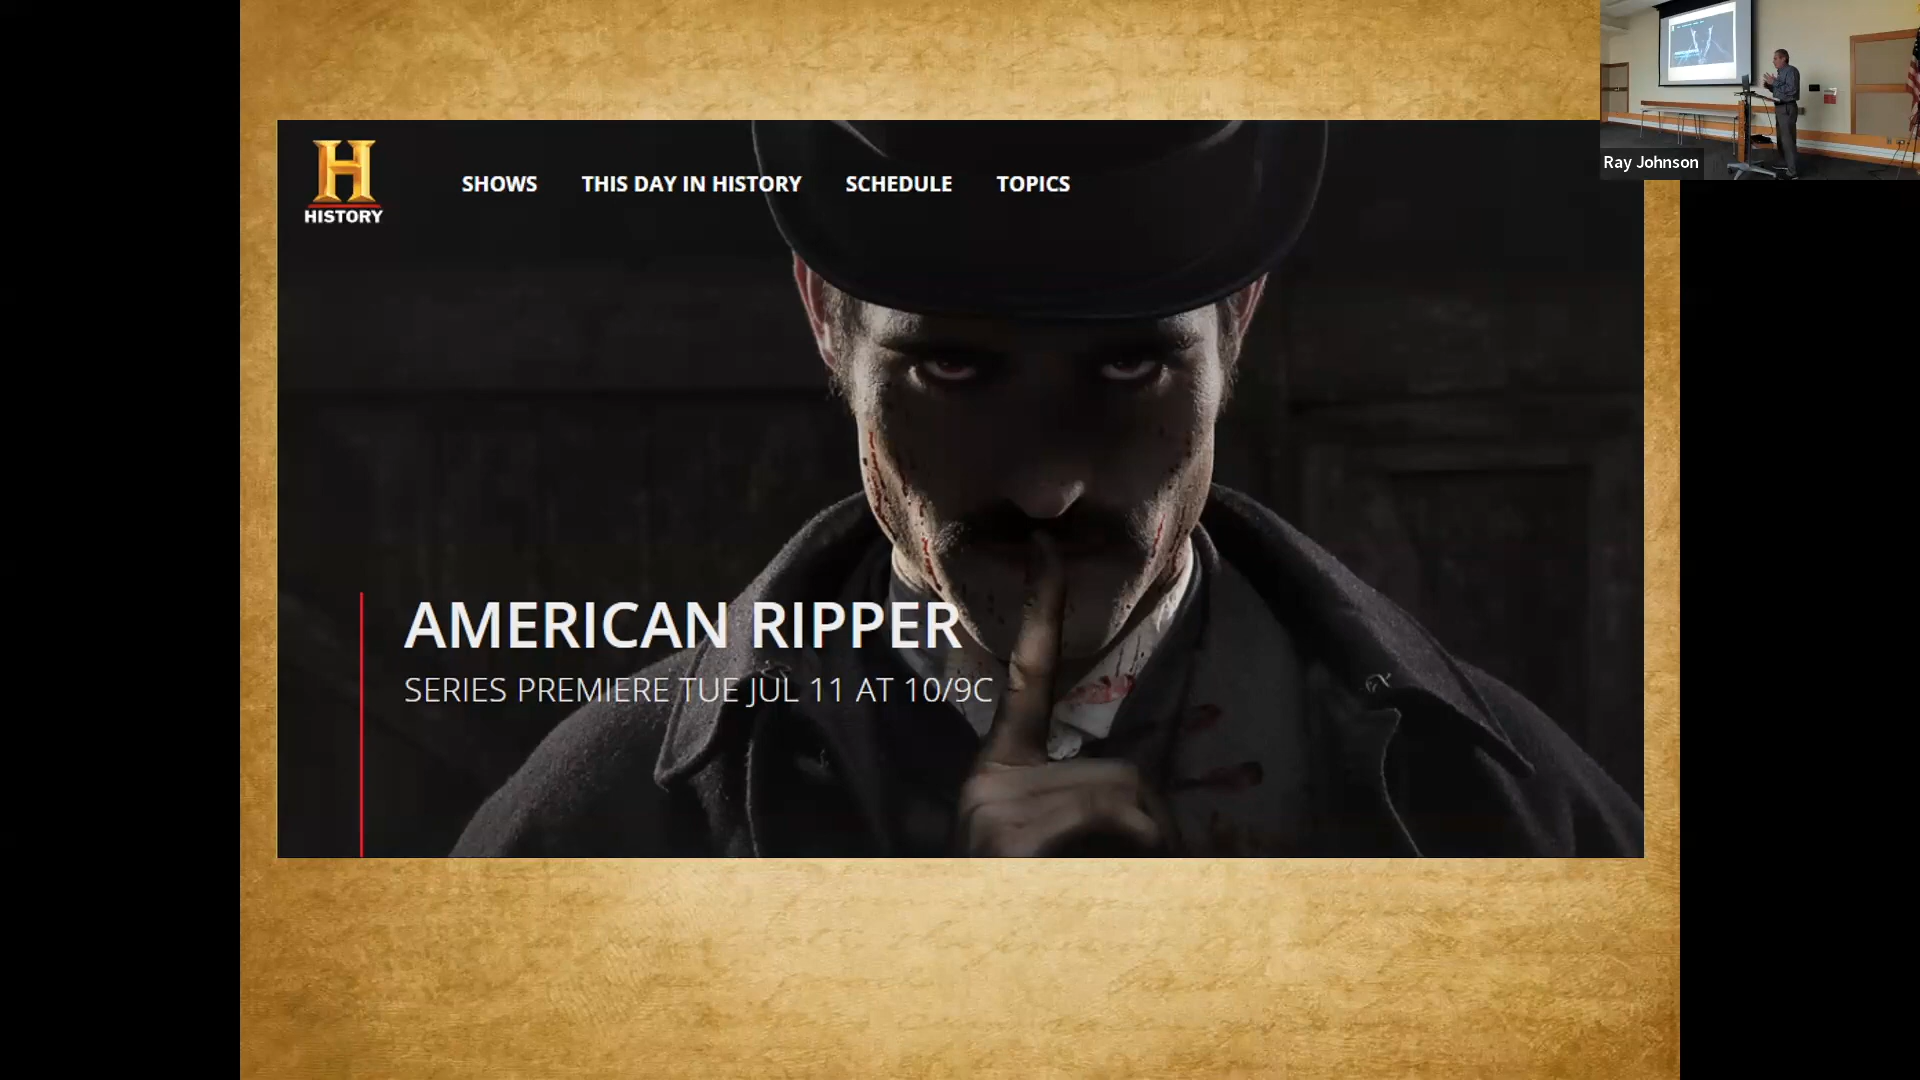 H
HISTORY
SHOWS THIS DAY IN HISTORY SCHEDULE TOPICS
Ray Johnson
AMERICAN RIPPER
SERIES PREMIERE TUE JUL 11 AT 10/9C